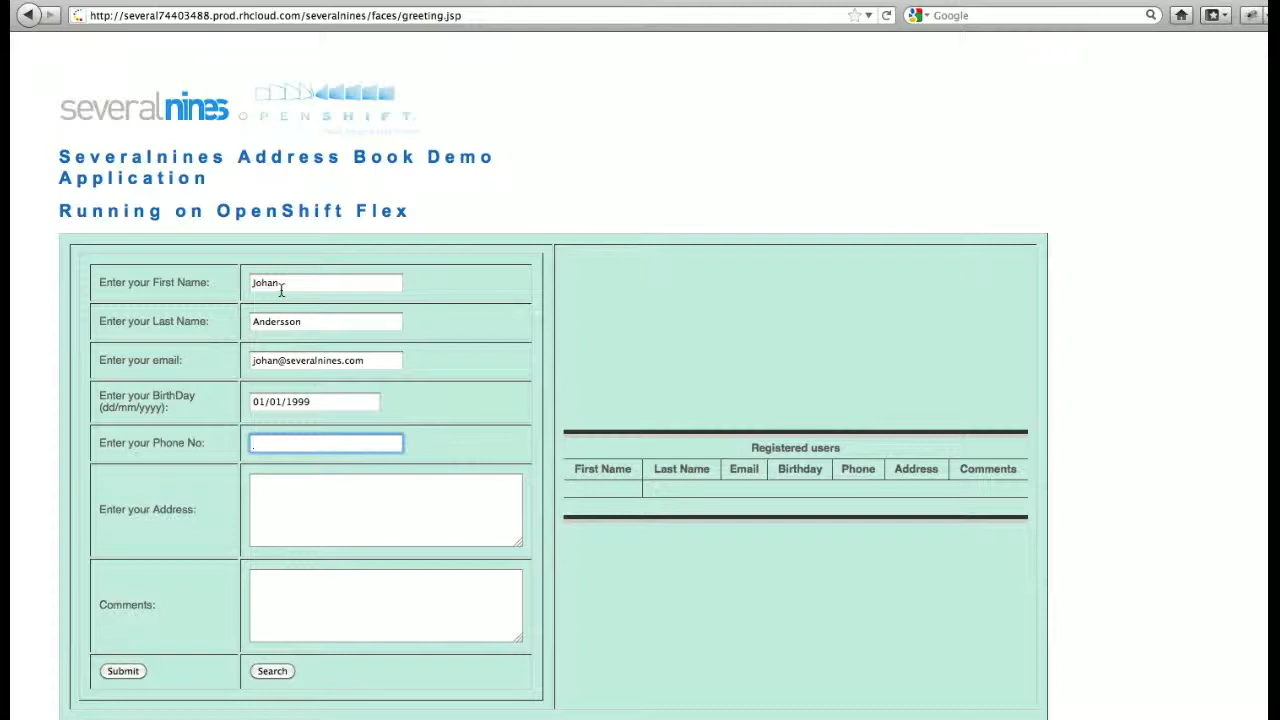 http://several74403488.prod.rhcloud.com/severalnines/faces/greeting.jsp
Google
severalnines
OPENSHIFT
Severalnines Address Book Demo
Application
Running on OpenShift Flex
Enter your First Name: Johan
Enter your Last Name: Andersson
Enter your email: johan@severalnines.com
Enter your BirthDay
(dd/mm/yyyy): 01/01/1999
Enter your Phone No:
Enter your Address:
Comments:
Submit Search
Registered users
First Name Last Name Email Birthday Phone Address Comments